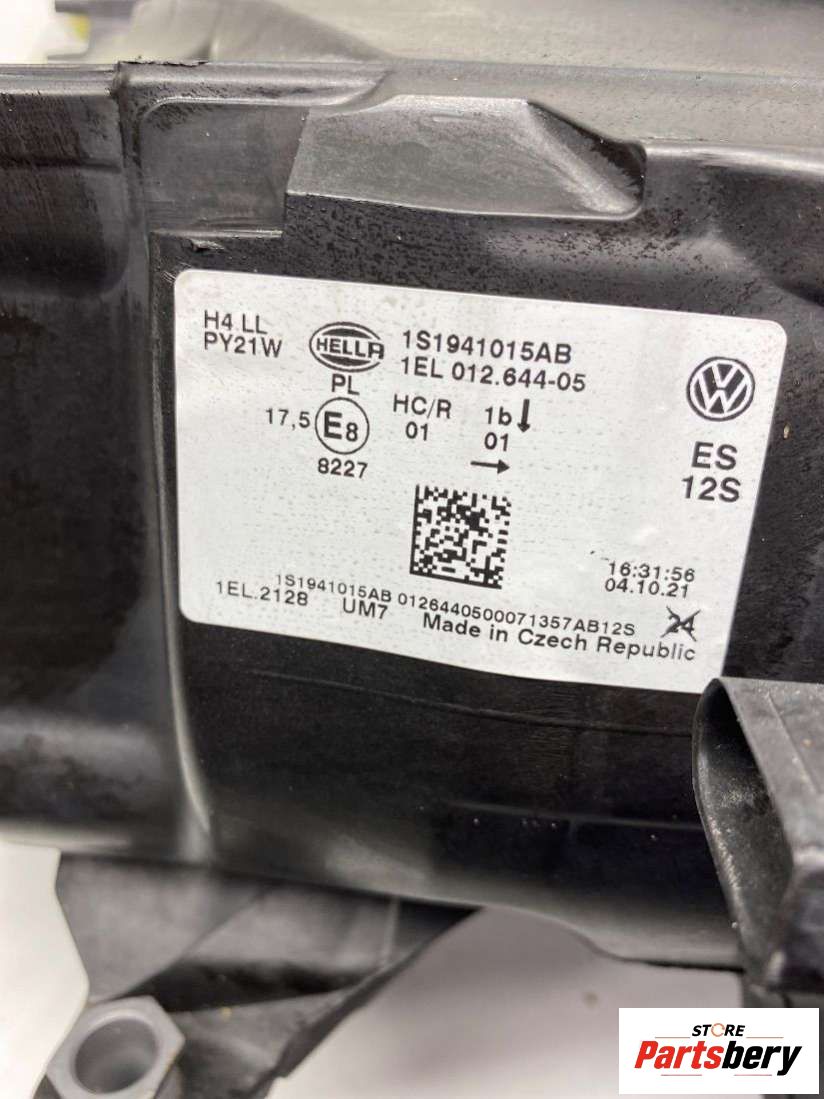 H4 LL
PY21W
HELLA
1S1941015AB
1EL 012.644-05
PL
HC/R 1b↓
17,5 E8 01 01
8227 →
ES
12S
16:31:56
04.10.21
1S1941015AB 0126440500071357AB12S 24
1EL.2128 UM7 Made in Czech Republic
STORE
Partsbery